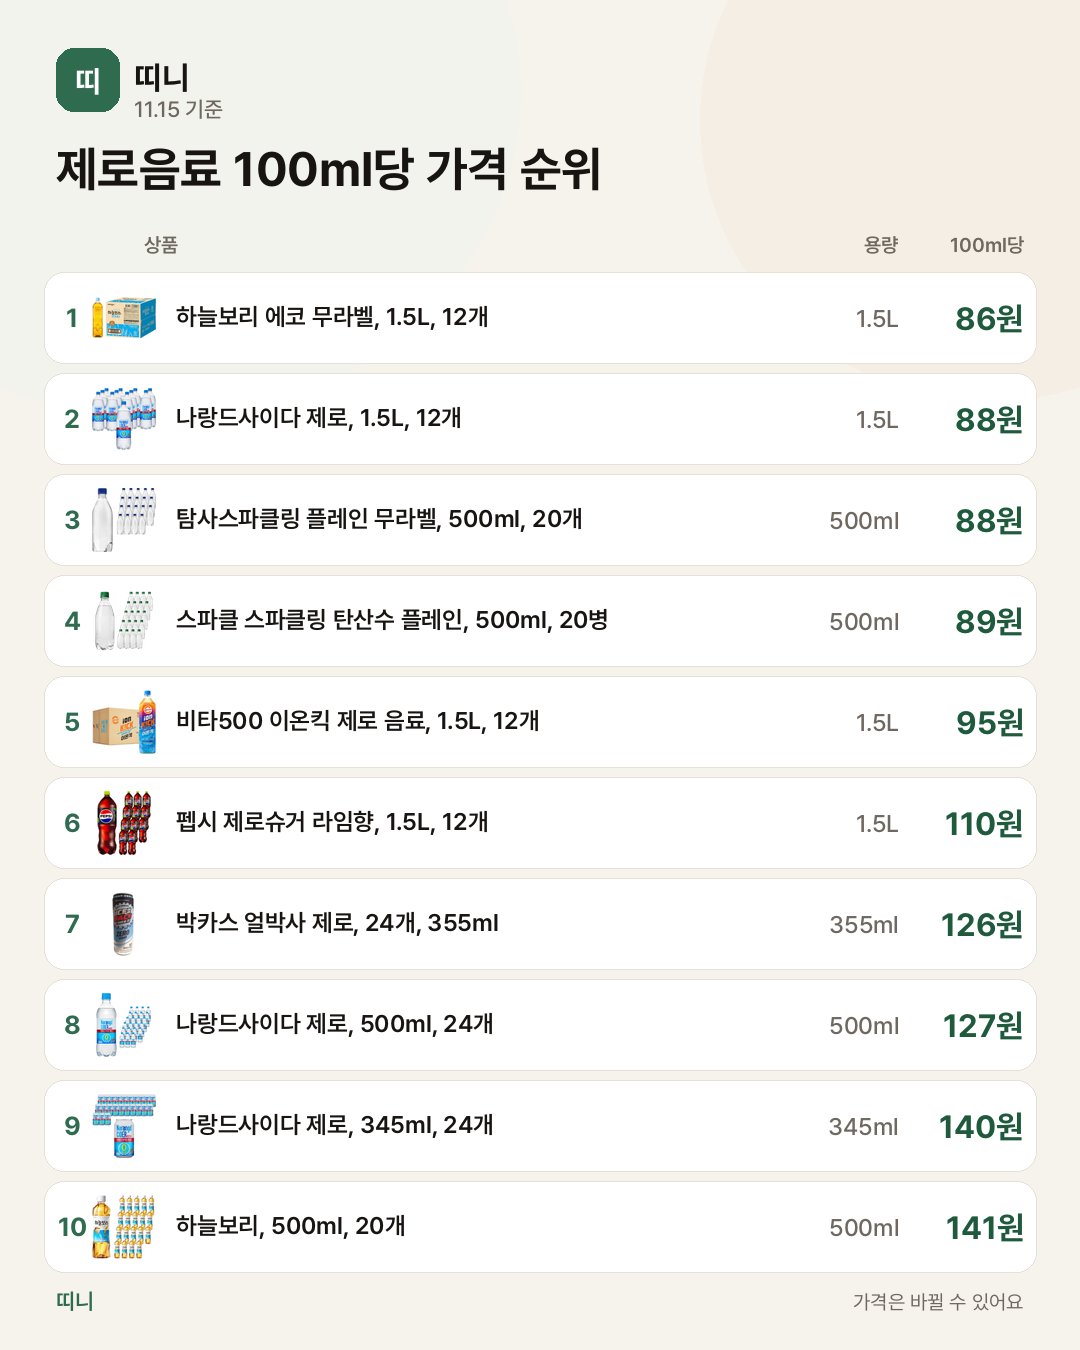 띠
띠니
11.15 기준
제로음료 100ml당 가격 순위
상품 용량 100ml당
1 하늘보리 에코 무라벨, 1.5L, 12개 1.5L 86원
2 나랑드사이다 제로, 1.5L, 12개 1.5L 88원
3 탐사스파클링 플레인 무라벨, 500ml, 20개 500ml 88원
4 스파클 스파클링 탄산수 플레인, 500ml, 20병 500ml 89원
5 비타500 이온킥 제로 음료, 1.5L, 12개 1.5L 95원
6 펩시 제로슈거 라임향, 1.5L, 12개 1.5L 110원
7 박카스 얼박사 제로, 24개, 355ml 355ml 126원
8 나랑드사이다 제로, 500ml, 24개 500ml 127원
9 나랑드사이다 제로, 345ml, 24개 345ml 140원
10 하늘보리, 500ml, 20개 500ml 141원
띠니 가격은 바뀔 수 있어요